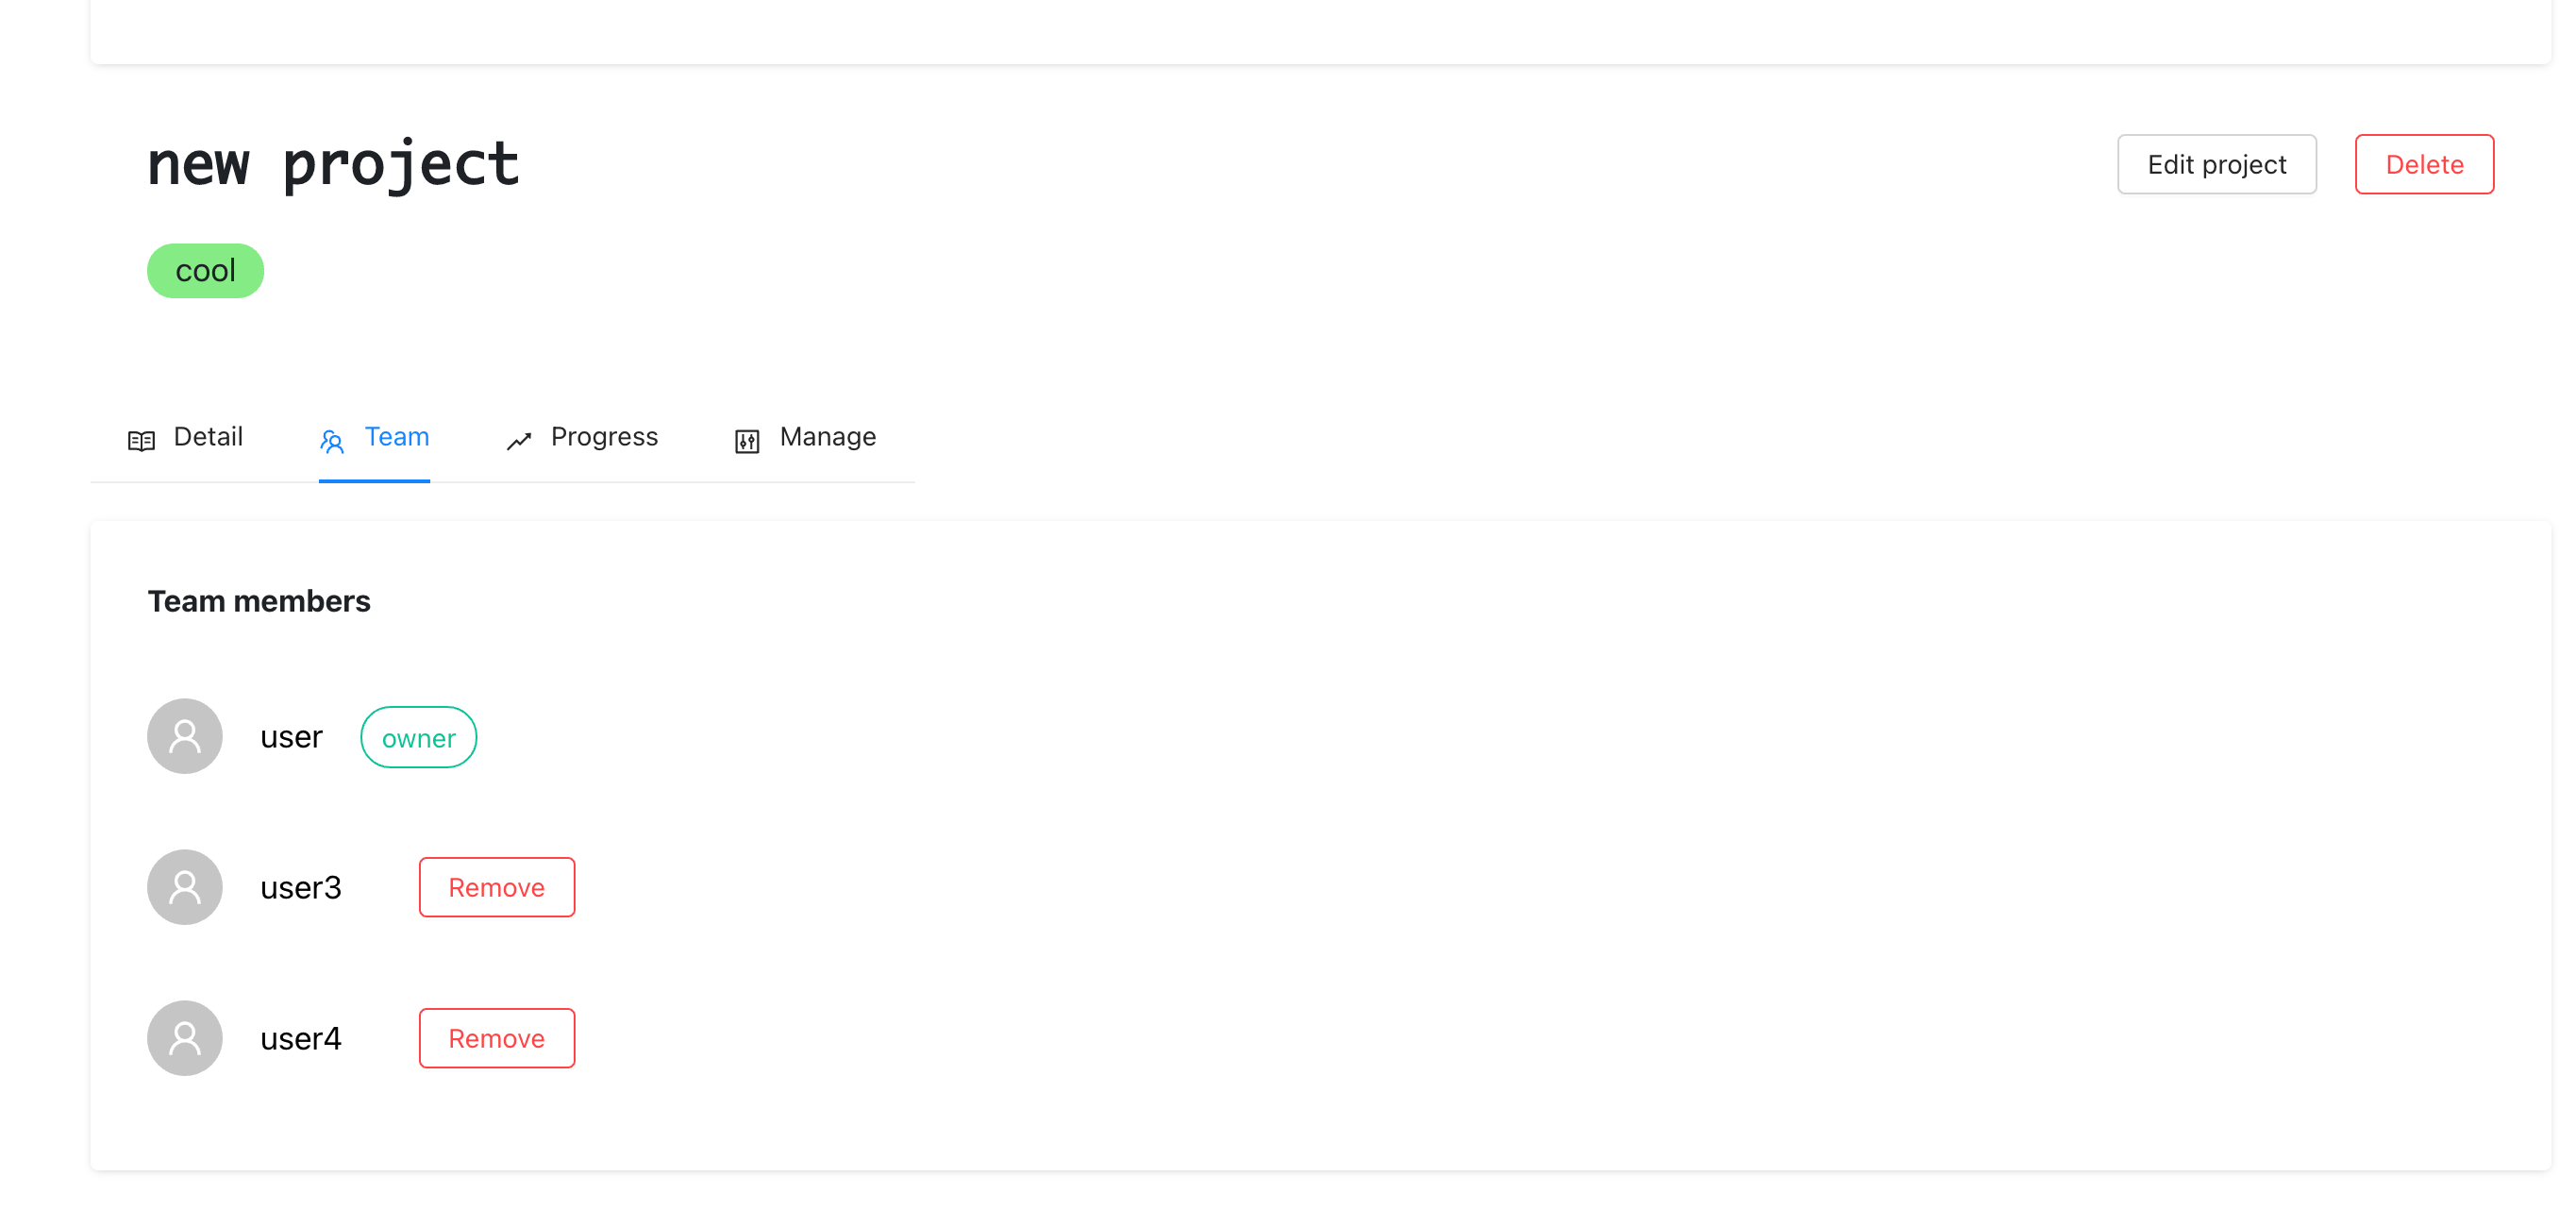 new project
Edit project
Delete
cool
Detail
Team
Progress
Manage
Team members
user
owner
user3
Remove
user4
Remove